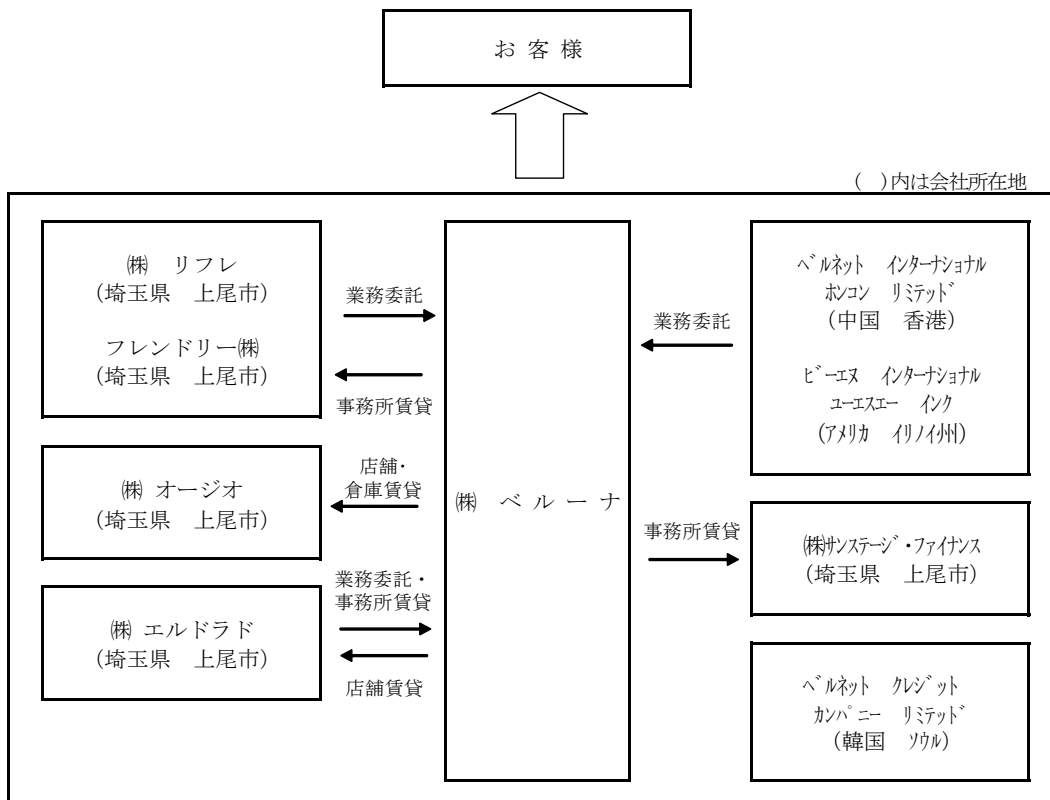 お 客 様
(　)内は会社所在地
㈱　リフレ
(埼玉県　上尾市)
フレンドリー㈱
(埼玉県　上尾市)
業務委託
事務所賃貸
㈱ オージオ
(埼玉県　上尾市)
店舗・
倉庫賃貸
㈱ エルドラド
(埼玉県　上尾市)
業務委託・
事務所賃貸
店舗賃貸
㈱ ベ ル ー ナ
業務委託
事務所賃貸
ﾍﾞﾙﾈｯﾄ　ｲﾝﾀｰﾅｼｮﾅﾙ
ﾎﾝｺﾝ　ﾘﾐﾃｯﾄﾞ
(中国　香港)
ﾋﾞｰｴﾇ　ｲﾝﾀｰﾅｼｮﾅﾙ
ﾕｰｴｽｴｰ　ｲﾝｸ
(ｱﾒﾘｶ　ｲﾘﾉｲ州)
㈱ｻﾝｽﾃｰｼﾞ・ﾌｧｲﾅﾝｽ
(埼玉県　上尾市)
ﾍﾞﾙﾈｯﾄ　ｸﾚｼﾞｯﾄ
ｶﾝﾊﾟﾆｰ　ﾘﾐﾃｯﾄﾞ
(韓国　ｿｳﾙ)